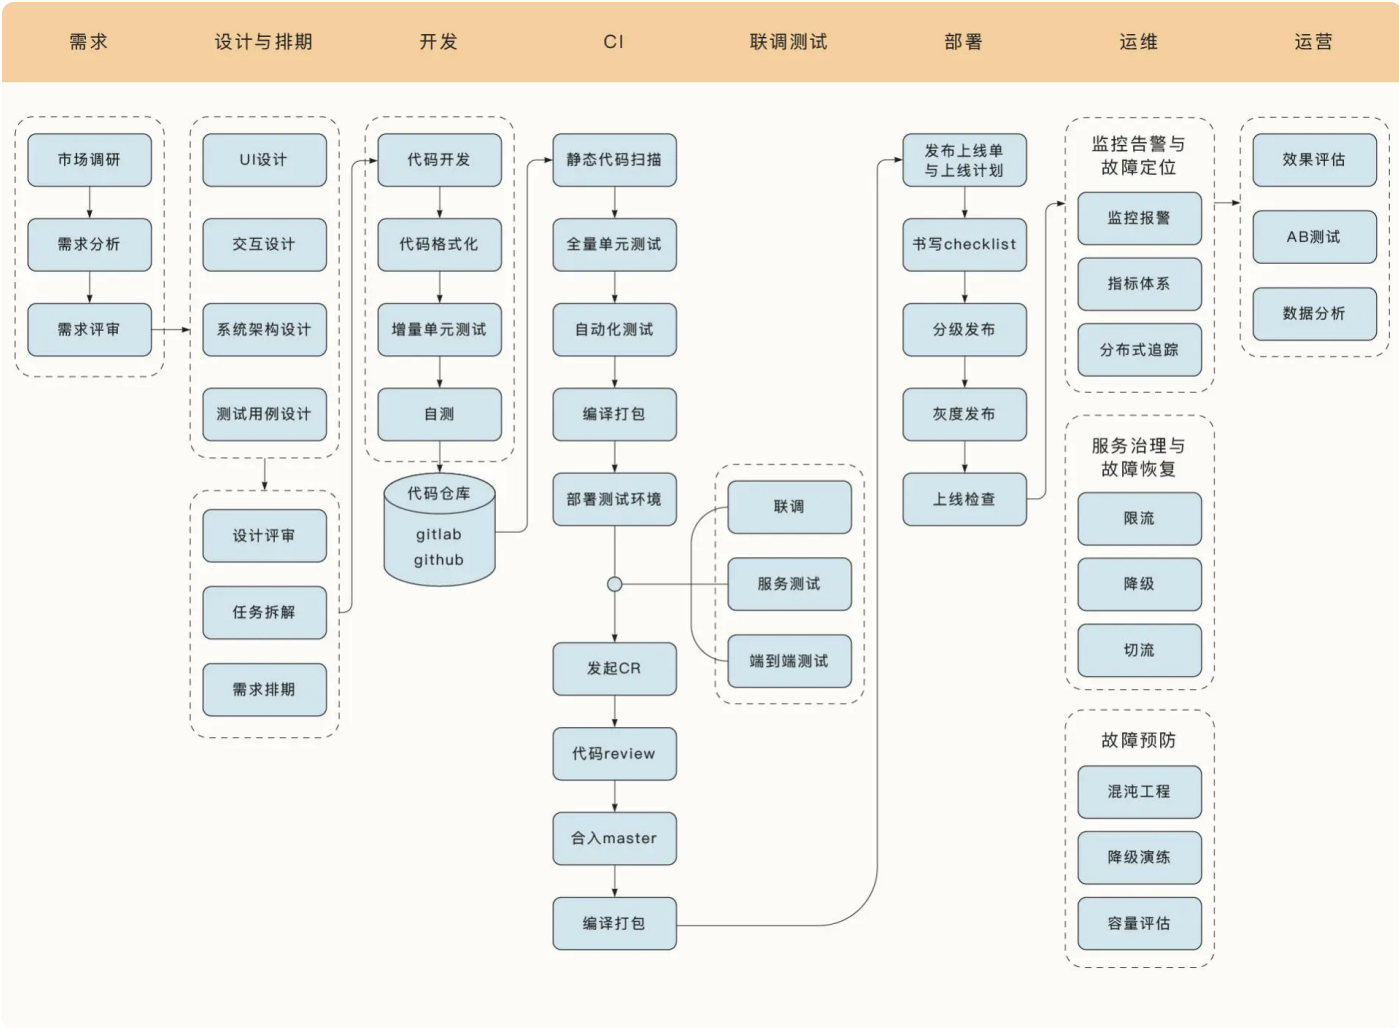 需求
设计与排期
开发
CI
联调测试
部署
运维
运营
市场调研
需求分析
需求评审
UI设计
交互设计
系统架构设计
测试用例设计
设计评审
任务拆解
需求排期
代码开发
代码格式化
增量单元测试
自测
代码仓库
gitlab
github
静态代码扫描
全量单元测试
自动化测试
编译打包
部署测试环境
发起CR
代码review
合入master
编译打包
联调
服务测试
端到端测试
发布上线单
与上线计划
书写checklist
分级发布
灰度发布
上线检查
监控告警与
故障定位
监控报警
指标体系
分布式追踪
服务治理与
故障恢复
限流
降级
切流
故障预防
混沌工程
降级演练
容量评估
效果评估
AB测试
数据分析